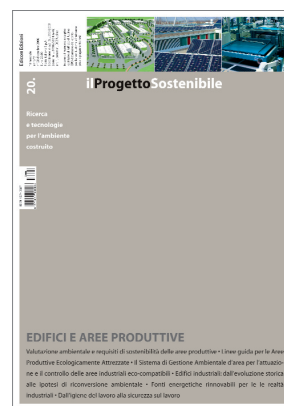 Edicom Edizioni
20.
ilProgettoSostenibile
Ricerca
e tecnologie
per l'ambiente
costruito
EDIFICI E AREE PRODUTTIVE
Valutazione ambientale e requisiti di sostenibilità delle aree produttive • Linee guida per le Aree
Produttive Ecologicamente Attrezzate • Il Sistema di Gestione Ambientale d'area per l'attuazio-
ne e il controllo delle aree industriali eco-compatibili • Edifici industriali: dall'evoluzione storica
alle ipotesi di riconversione ambientale • Fonti energetiche rinnovabili per le le realtà
industriali • Dall'igiene del lavoro alla sicurezza sul lavoro